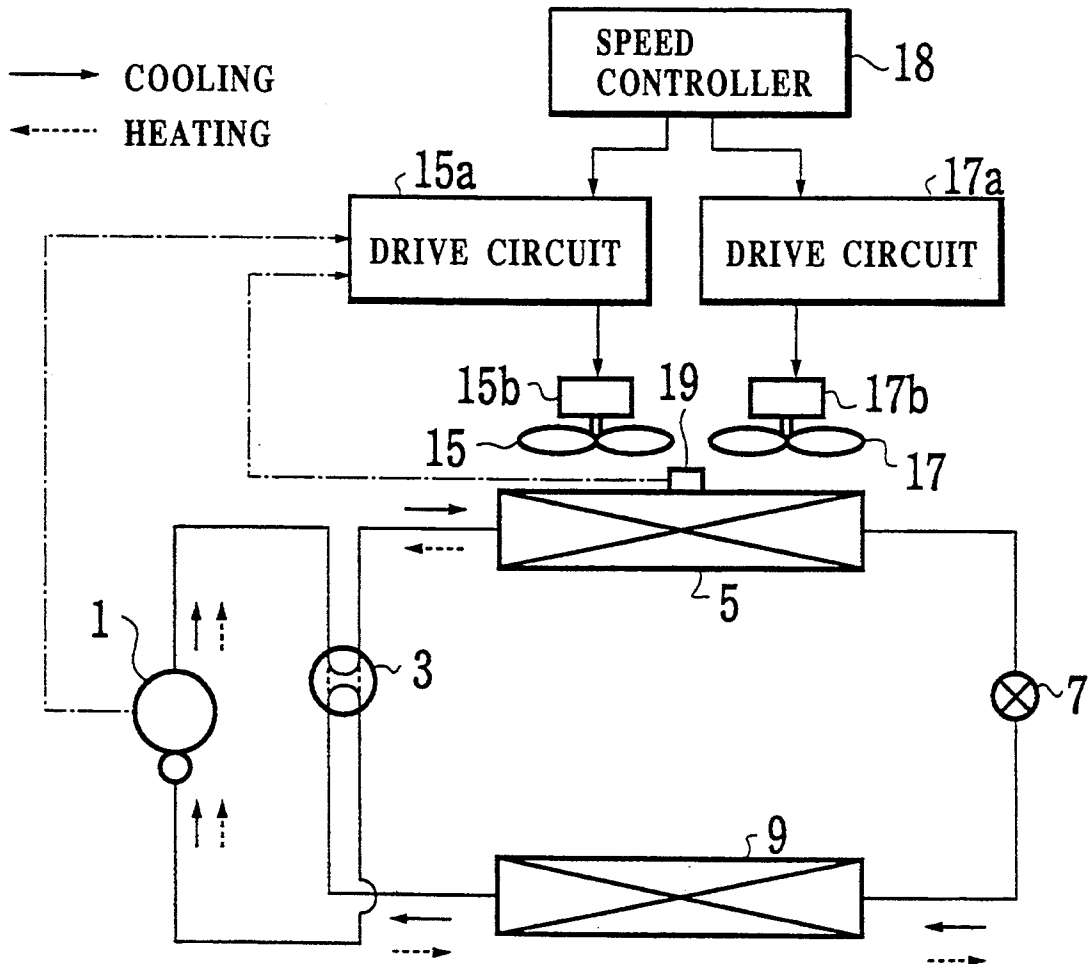 SPEED
CONTROLLER
18
COOLING
HEATING
15a
17a
DRIVE CIRCUIT
DRIVE CIRCUIT
15b
19
17b
15
17
5
1
3
7
9